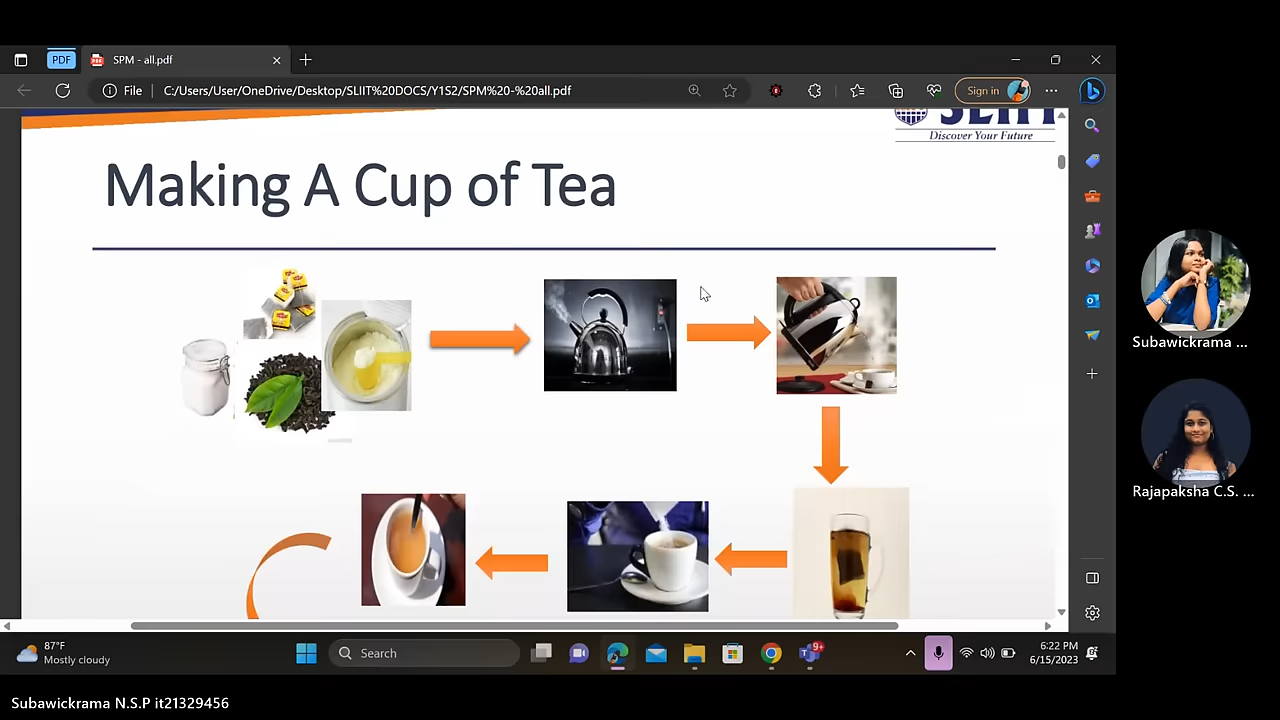 PDF
SPM - all.pdf
File
C:/Users/User/OneDrive/Desktop/SLIIT%20DOCS/Y1S2/SPM%20-%20all.pdf
Sign in
SLIIT
Discover Your Future
Making A Cup of Tea
Subawickrama ...
Rajapaksha C.S. ...
87°F
Mostly cloudy
Search
9+
6:22 PM
6/15/2023
Subawickrama N.S.P it21329456